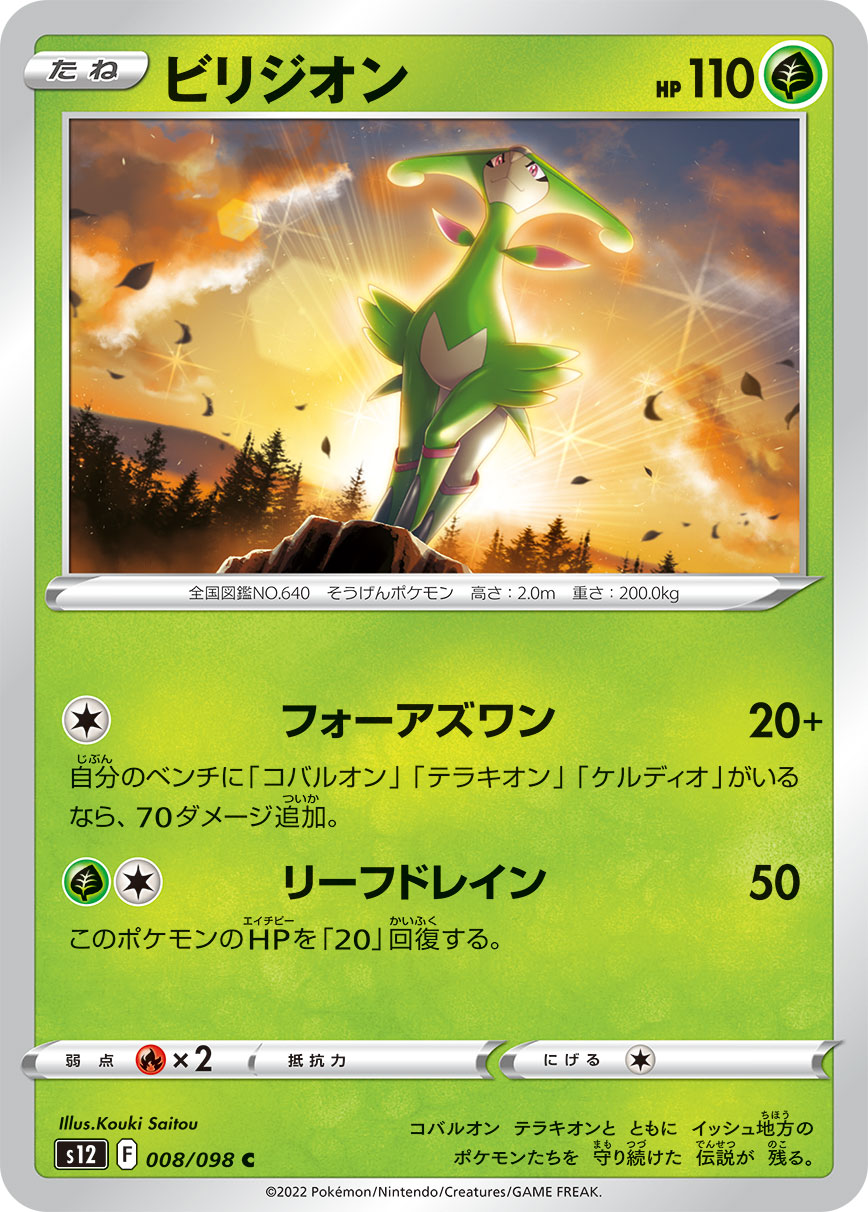 たね ビリジオン HP 110
全国図鑑NO.640 そうげんポケモン 高さ：2.0m 重さ：200.0kg
フォーアズワン 20+
自分のベンチに「コバルオン」「テラキオン」「ケルディオ」がいる
なら、70ダメージ追加。
リーフドレイン 50
このポケモンのHPを「20」回復する。
弱点 ×2 抵抗力 にげる
Illus.Kouki Saitou
s12 F 008/098 C
コバルオン テラキオンと ともに イッシュ地方の
ポケモンたちを 守り続けた 伝説が 残る。
©2022 Pokémon/Nintendo/Creatures/GAME FREAK.